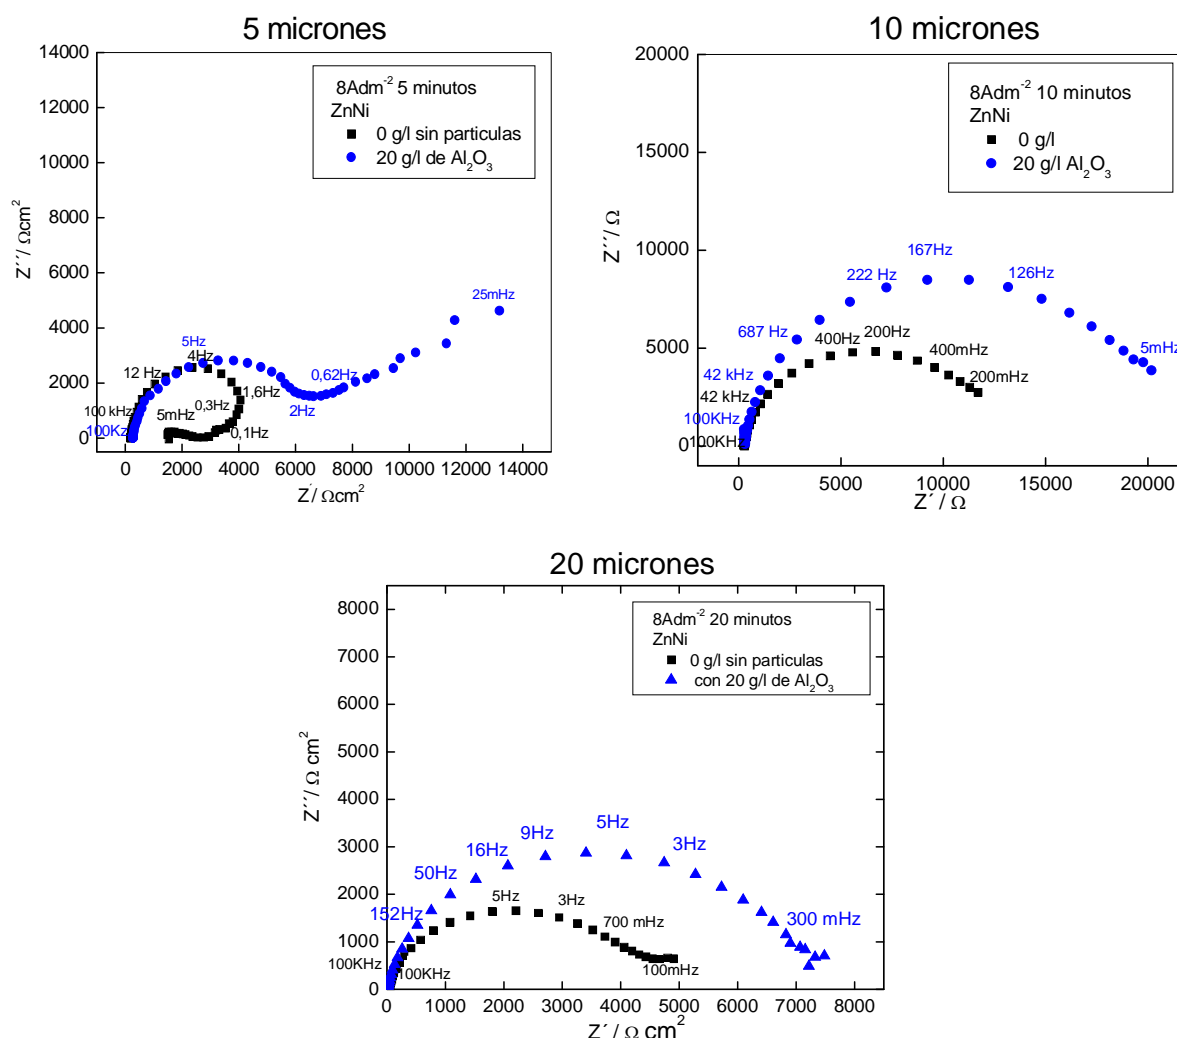 5 micrones
14000
12000
10000
8000
6000
4000
2000
0
Z´´/ Ωcm²
8Adm⁻² 5 minutos
ZnNi
0 g/l sin particulas
20 g/l de Al₂O₃
5Hz
4Hz
12 Hz
100 kHz
100Kz
5mHz
0,3Hz
1,6Hz
0,1Hz
2Hz
0,62Hz
25mHz
0 2000 4000 6000 8000 10000 12000 14000
Z´/ Ωcm²
10 micrones
20000
15000
10000
5000
0
Z´´/ Ω
8Adm⁻² 10 minutos
ZnNi
0 g/l
20 g/l Al₂O₃
167Hz
222 Hz
126Hz
687 Hz
400Hz
200Hz
400mHz
200mHz
5mHz
42 kHz
42 kHz
100KHz
100KHz
0 5000 10000 15000 20000
Z´ / Ω
20 micrones
8000
7000
6000
5000
4000
3000
2000
1000
0
Z´´/ Ω cm²
8Adm⁻² 20 minutos
ZnNi
0 g/l sin particulas
con 20 g/l de Al₂O₃
5Hz
9Hz
3Hz
16Hz
50Hz
152Hz
5Hz
3Hz
700 mHz
300 mHz
100KHz
100KHz
100mHz
0 1000 2000 3000 4000 5000 6000 7000 8000
Z´ / Ω cm²